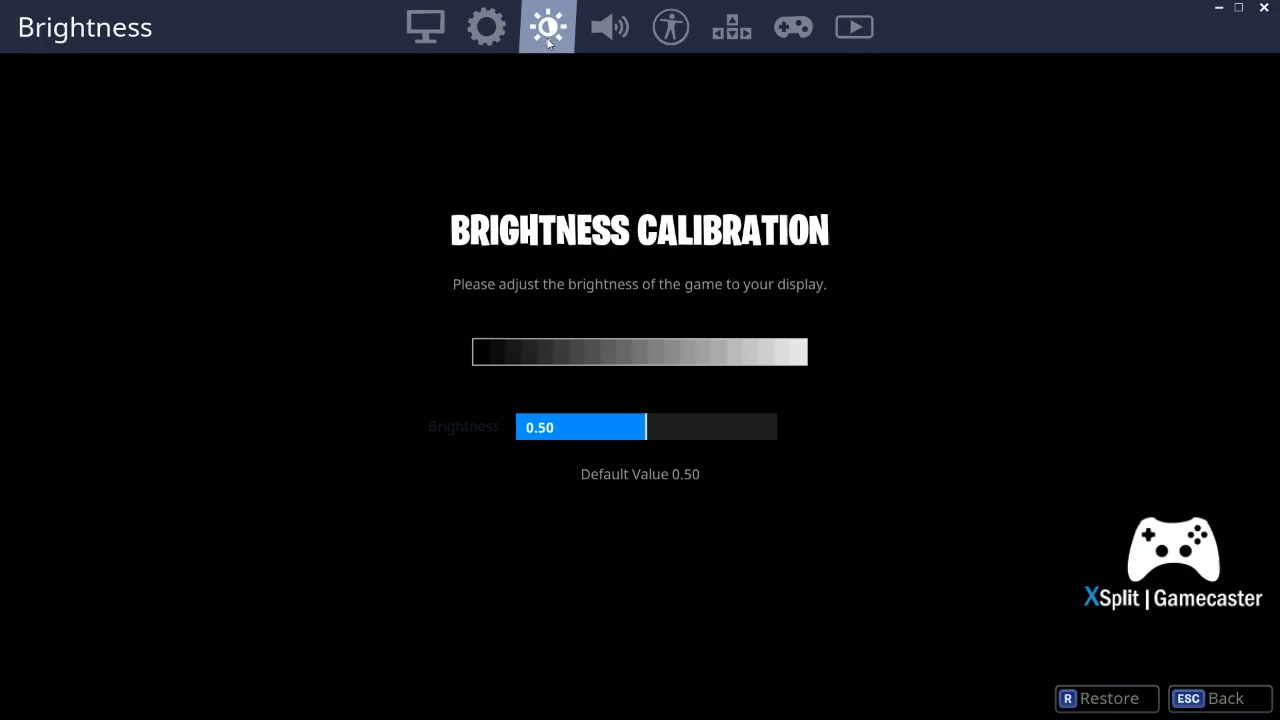 Brightness
BRIGHTNESS CALIBRATION
Please adjust the brightness of the game to your display.
Brightness
0.50
Default Value 0.50
XSplit | Gamecaster
R Restore
ESC Back